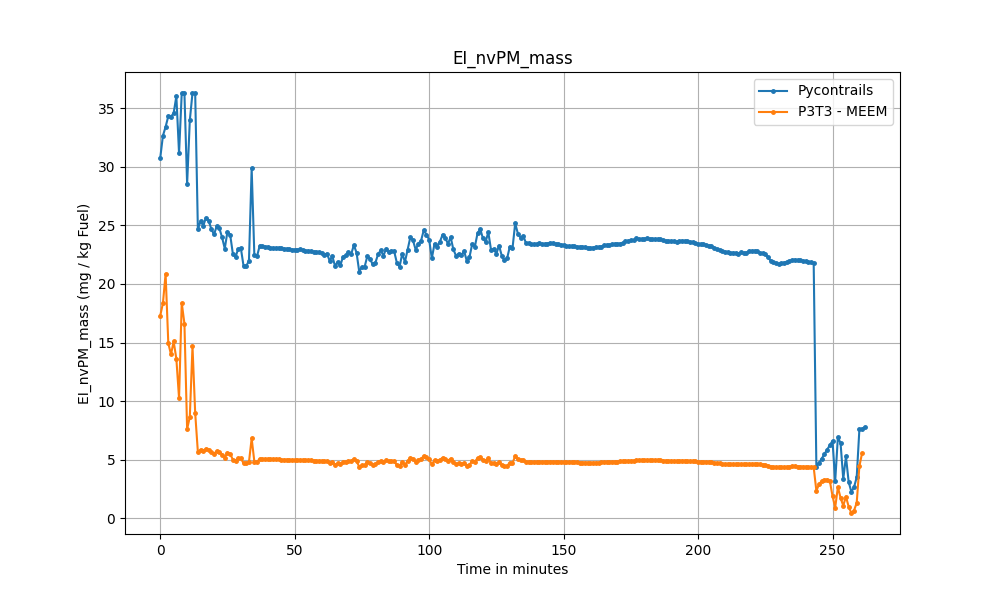 EI_nvPM_mass
Pycontrails
P3T3 - MEEM
EI_nvPM_mass (mg / kg Fuel)
35
30
25
20
15
10
5
0
0 50 100 150 200 250
Time in minutes